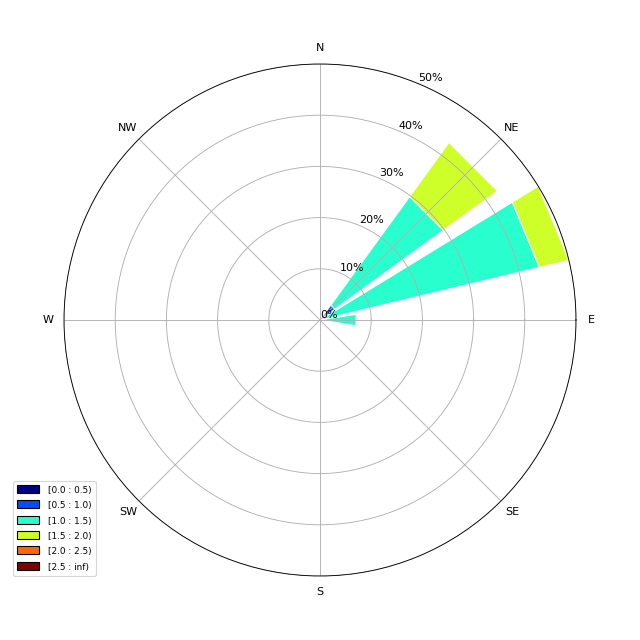 N
50%
40%
NW
NE
30%
20%
10%
0%
W
E
[0.0 : 0.5)
[0.5 : 1.0)
[1.0 : 1.5)
[1.5 : 2.0)
[2.0 : 2.5)
[2.5 : inf)
SW
SE
S